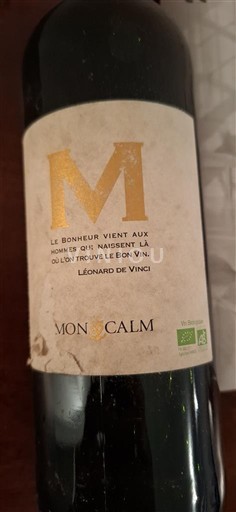 M
LE BONHEUR VIENT AUX
HOMMES QUI NAISSENT LÀ
OÙ L'ON TROUVE LE BON VIN.
LÉONARD DE VINCI
MON CALM
AB